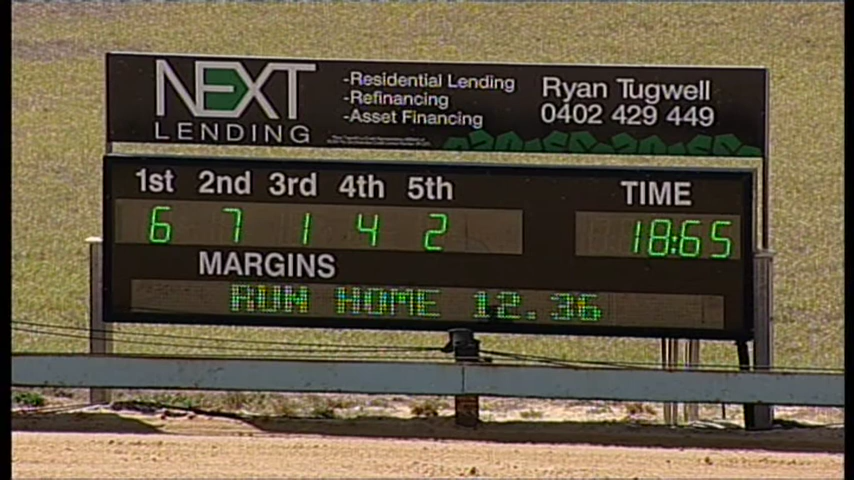 NEXT
LENDING
-Residential Lending
-Refinancing
-Asset Financing
Ryan Tugwell
0402 429 449
1st 2nd 3rd 4th 5th TIME
6 7 1 4 2 18:65
MARGINS
RUN HOME 12.36